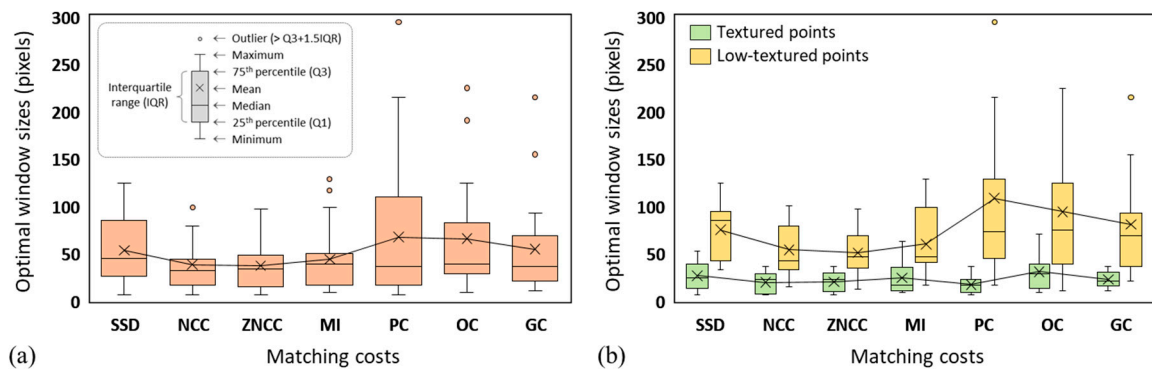 Optimal window sizes (pixels)
300
250
200
150
100
50
0
Outlier (> Q3+1.5IQR)
Maximum
75th percentile (Q3)
Mean
Median
25th percentile (Q1)
Minimum
Interquartile
range (IQR)
SSD NCC ZNCC MI PC OC GC
Matching costs
(a)
Optimal window sizes (pixels)
300
250
200
150
100
50
0
Textured points
Low-textured points
SSD NCC ZNCC MI PC OC GC
Matching costs
(b)